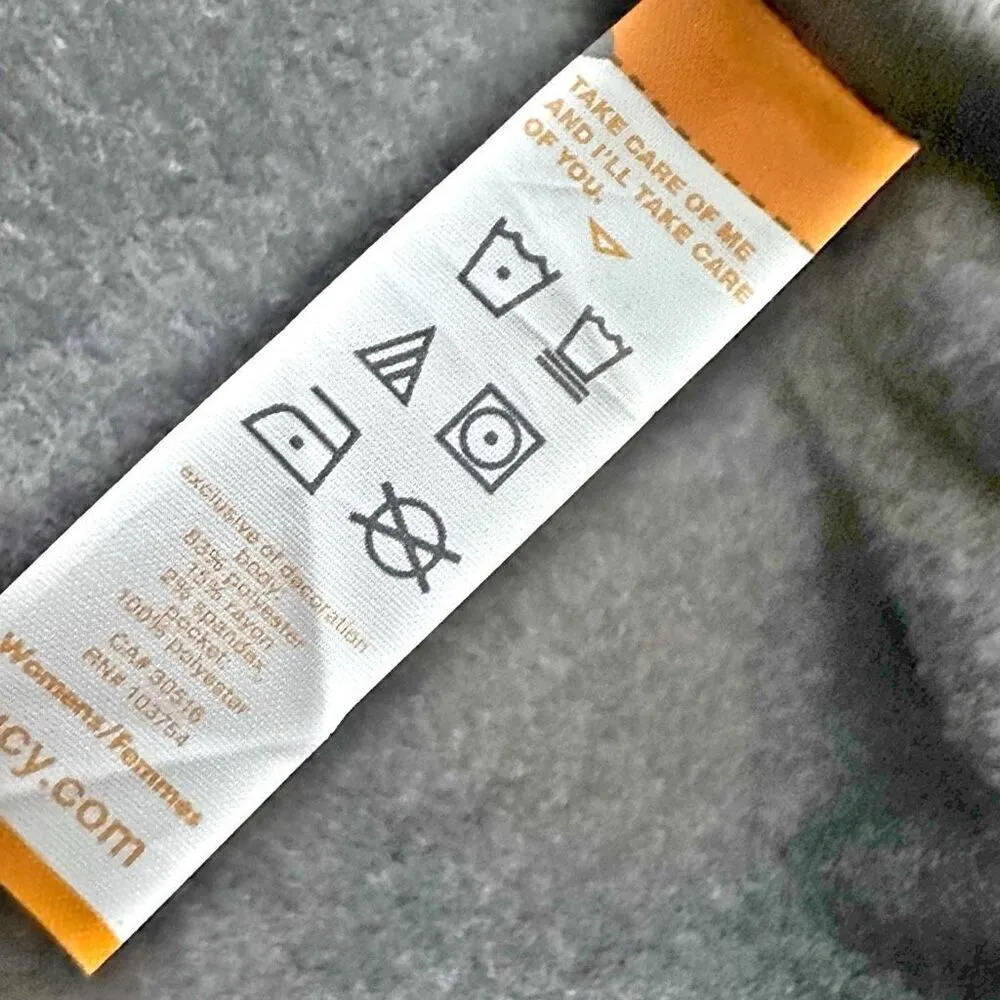 TAKE CARE OF ME
AND I'LL TAKE CARE
OF YOU.
exclusive of decoration
body
83% polyester
15% rayon
2% spandex
pocket
100% polyester
CA# 30516
RN# 103754
Womens/Femmes
cy.com